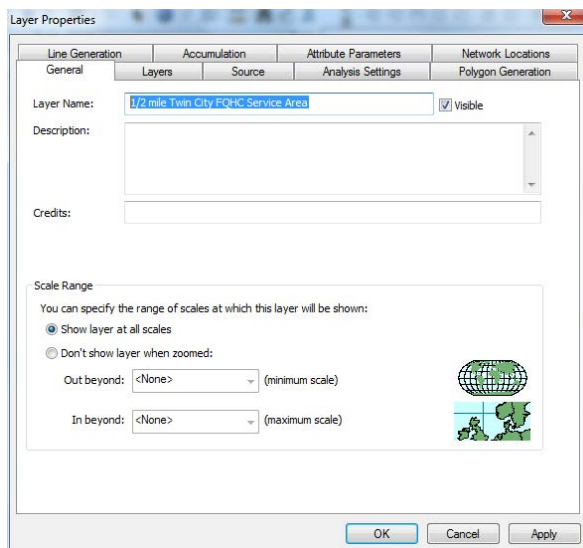 Layer Properties
Line Generation Accumulation Attribute Parameters Network Locations
General Layers Source Analysis Settings Polygon Generation
Layer Name: 1/2 mile Twin City FQHC Service Area Visible
Description:
Credits:
Scale Range
You can specify the range of scales at which this layer will be shown:
Show layer at all scales
Don't show layer when zoomed:
Out beyond: <None> (minimum scale)
In beyond: <None> (maximum scale)
OK Cancel Apply